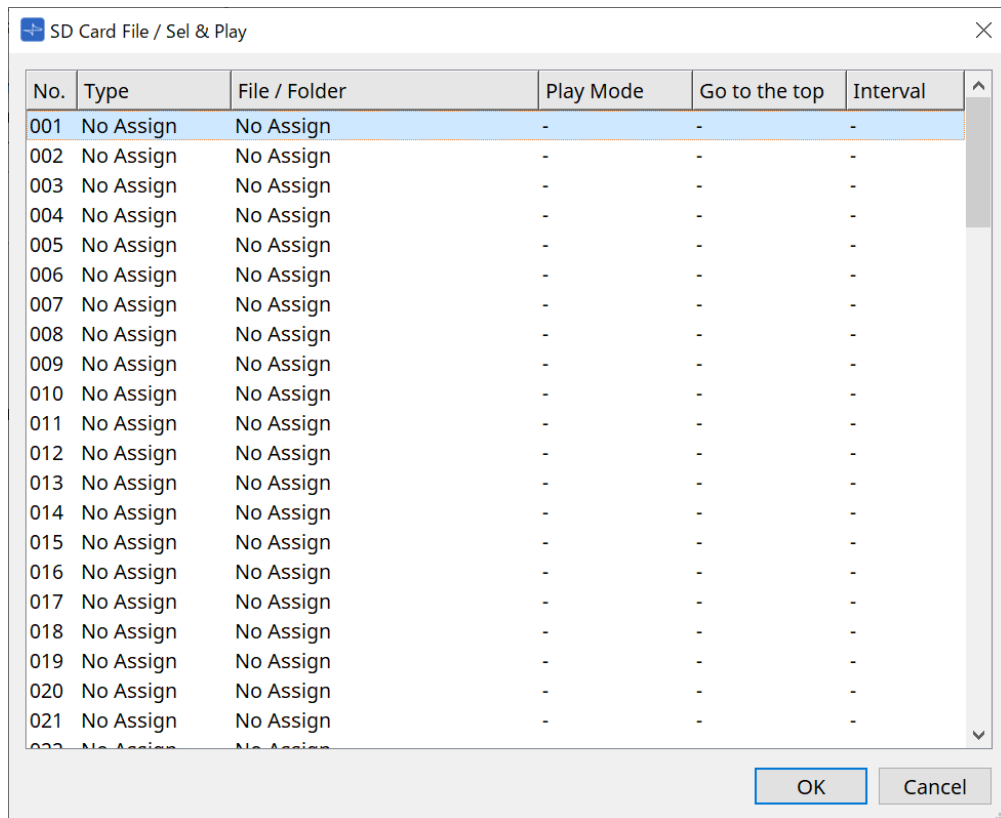 SD Card File / Sel & Play
No. Type File / Folder Play Mode Go to the top Interval
001 No Assign No Assign - - -
002 No Assign No Assign - - -
003 No Assign No Assign - - -
004 No Assign No Assign - - -
005 No Assign No Assign - - -
006 No Assign No Assign - - -
007 No Assign No Assign - - -
008 No Assign No Assign - - -
009 No Assign No Assign - - -
010 No Assign No Assign - - -
011 No Assign No Assign - - -
012 No Assign No Assign - - -
013 No Assign No Assign - - -
014 No Assign No Assign - - -
015 No Assign No Assign - - -
016 No Assign No Assign - - -
017 No Assign No Assign - - -
018 No Assign No Assign - - -
019 No Assign No Assign - - -
020 No Assign No Assign - - -
021 No Assign No Assign - - -
022 No Assign No Assign
OK Cancel